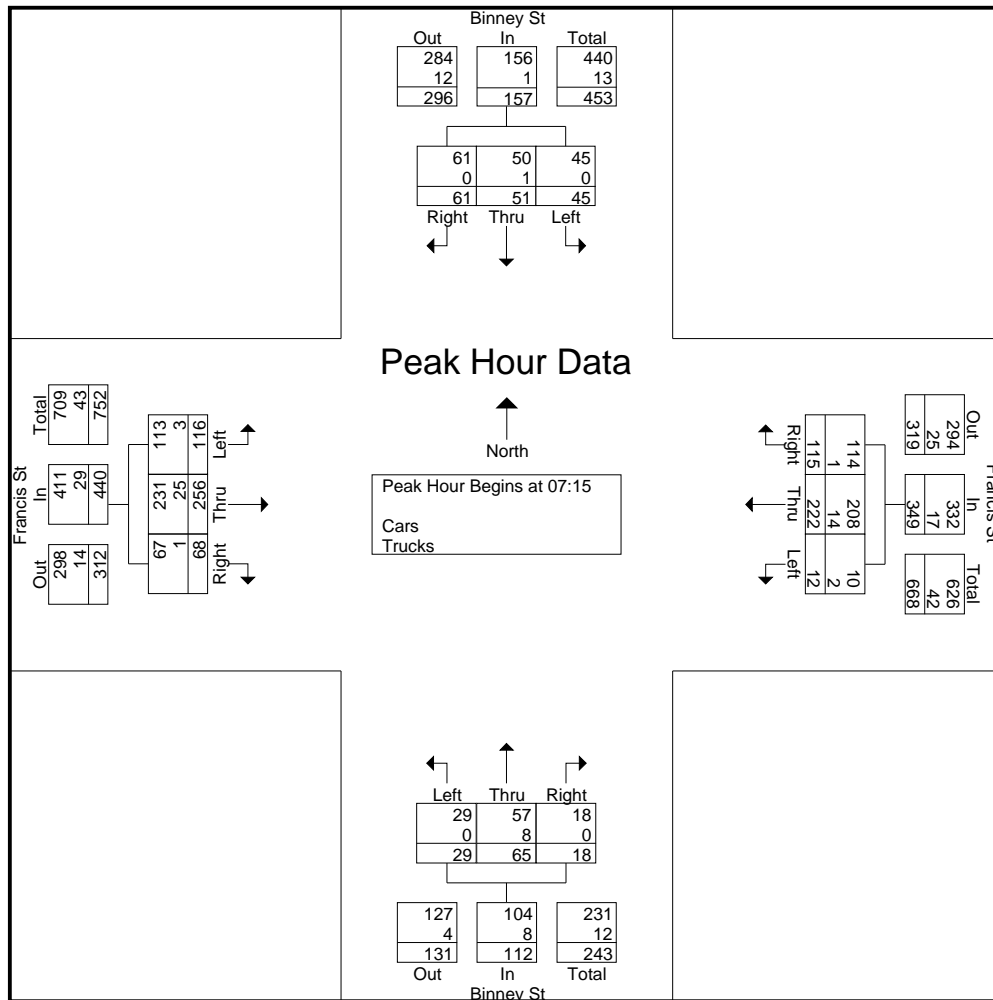 Binney St
Out In Total
284 156 440
12 1 13
296 157 453
61 50 45
0 1 0
61 51 45
Right Thru Left
Peak Hour Data
North
Peak Hour Begins at 07:15
Cars
Trucks
Francis St
Total In Out
709 411 298
43 29 14
752 440 312
113 231 67
3 25 1
116 256 68
Left Thru Right
Francis St
Out In Total
294 332 626
25 17 42
319 349 668
114 208 10
1 14 2
115 222 12
Right Thru Left
Left Thru Right
29 57 18
0 8 0
29 65 18
127 104 231
4 8 12
131 112 243
Out In Total
Binney St